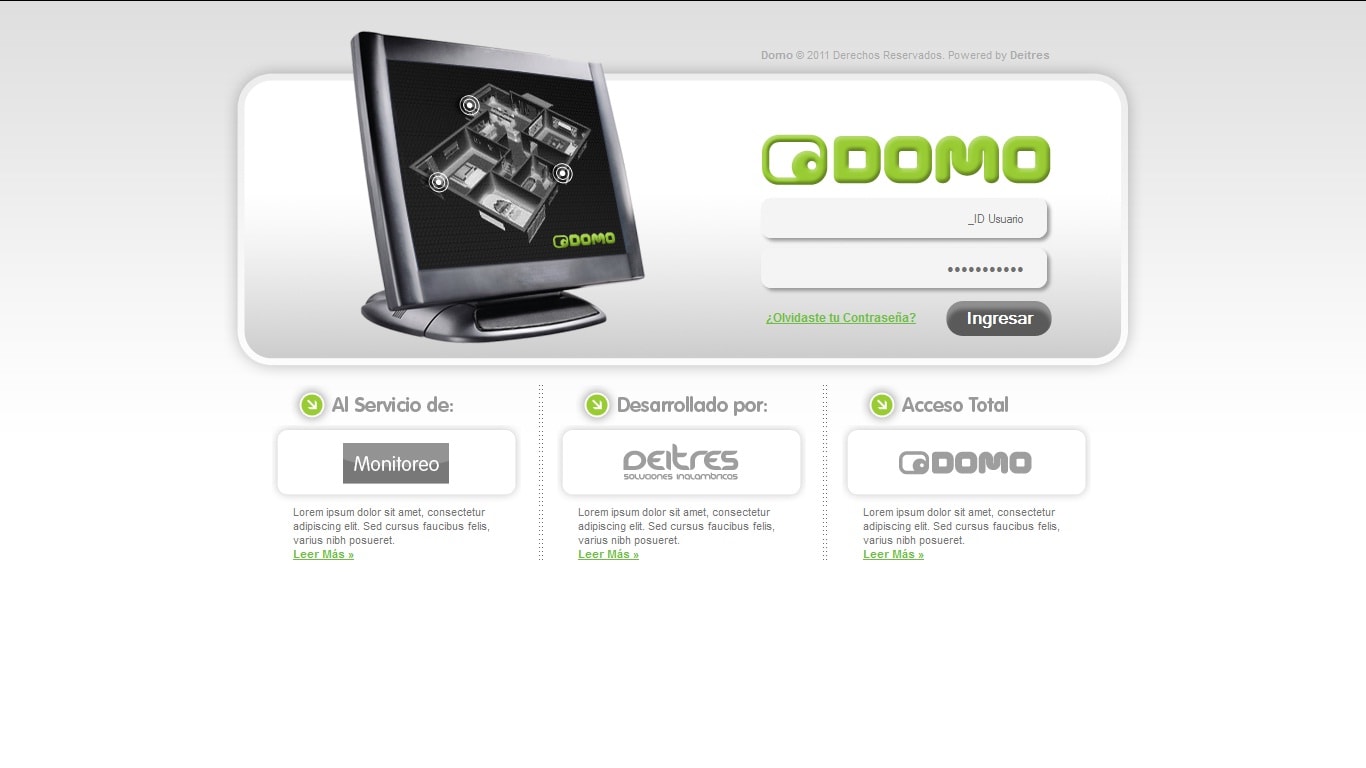 Domo © 2011 Derechos Reservados. Powered by Deitres
DOMO
DOMO
_ID Usuario
•••••••••••
¿Olvidaste tu Contraseña?
Ingresar
Al Servicio de:
Monitoreo
Lorem ipsum dolor sit amet, consectetur
adipiscing elit. Sed cursus faucibus felis,
varius nibh posueret.
Leer Más »
Desarrollado por:
Deitres
soluciones inalambricas
Lorem ipsum dolor sit amet, consectetur
adipiscing elit. Sed cursus faucibus felis,
varius nibh posueret.
Leer Más »
Acceso Total
DOMO
Lorem ipsum dolor sit amet, consectetur
adipiscing elit. Sed cursus faucibus felis,
varius nibh posueret.
Leer Más »